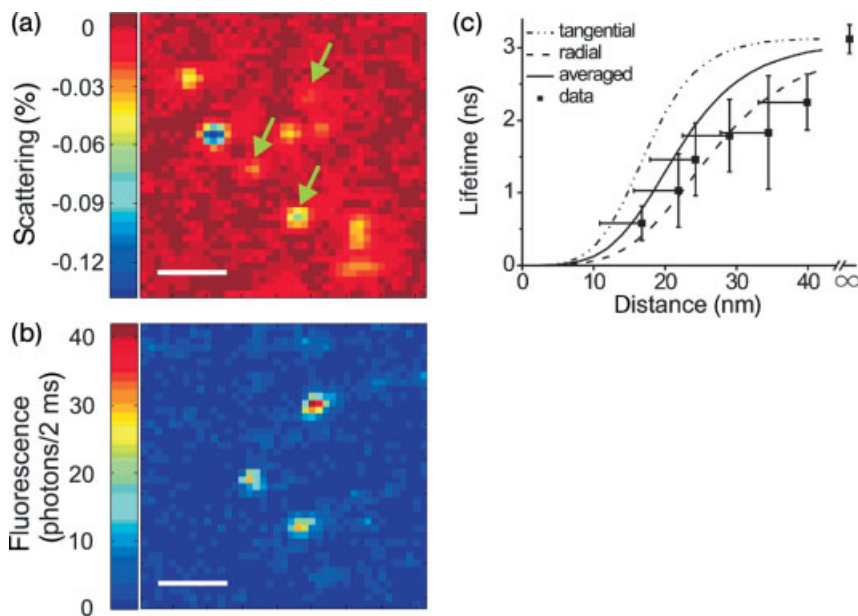 (a)
0
-0.03
-0.06
-0.09
-0.12
Scattering (%)
(b)
40
30
20
10
0
Fluorescence
(photons/2 ms)
(c)
tangential
radial
averaged
data
3
2
1
0
Lifetime (ns)
0 10 20 30 40 ∞
Distance (nm)